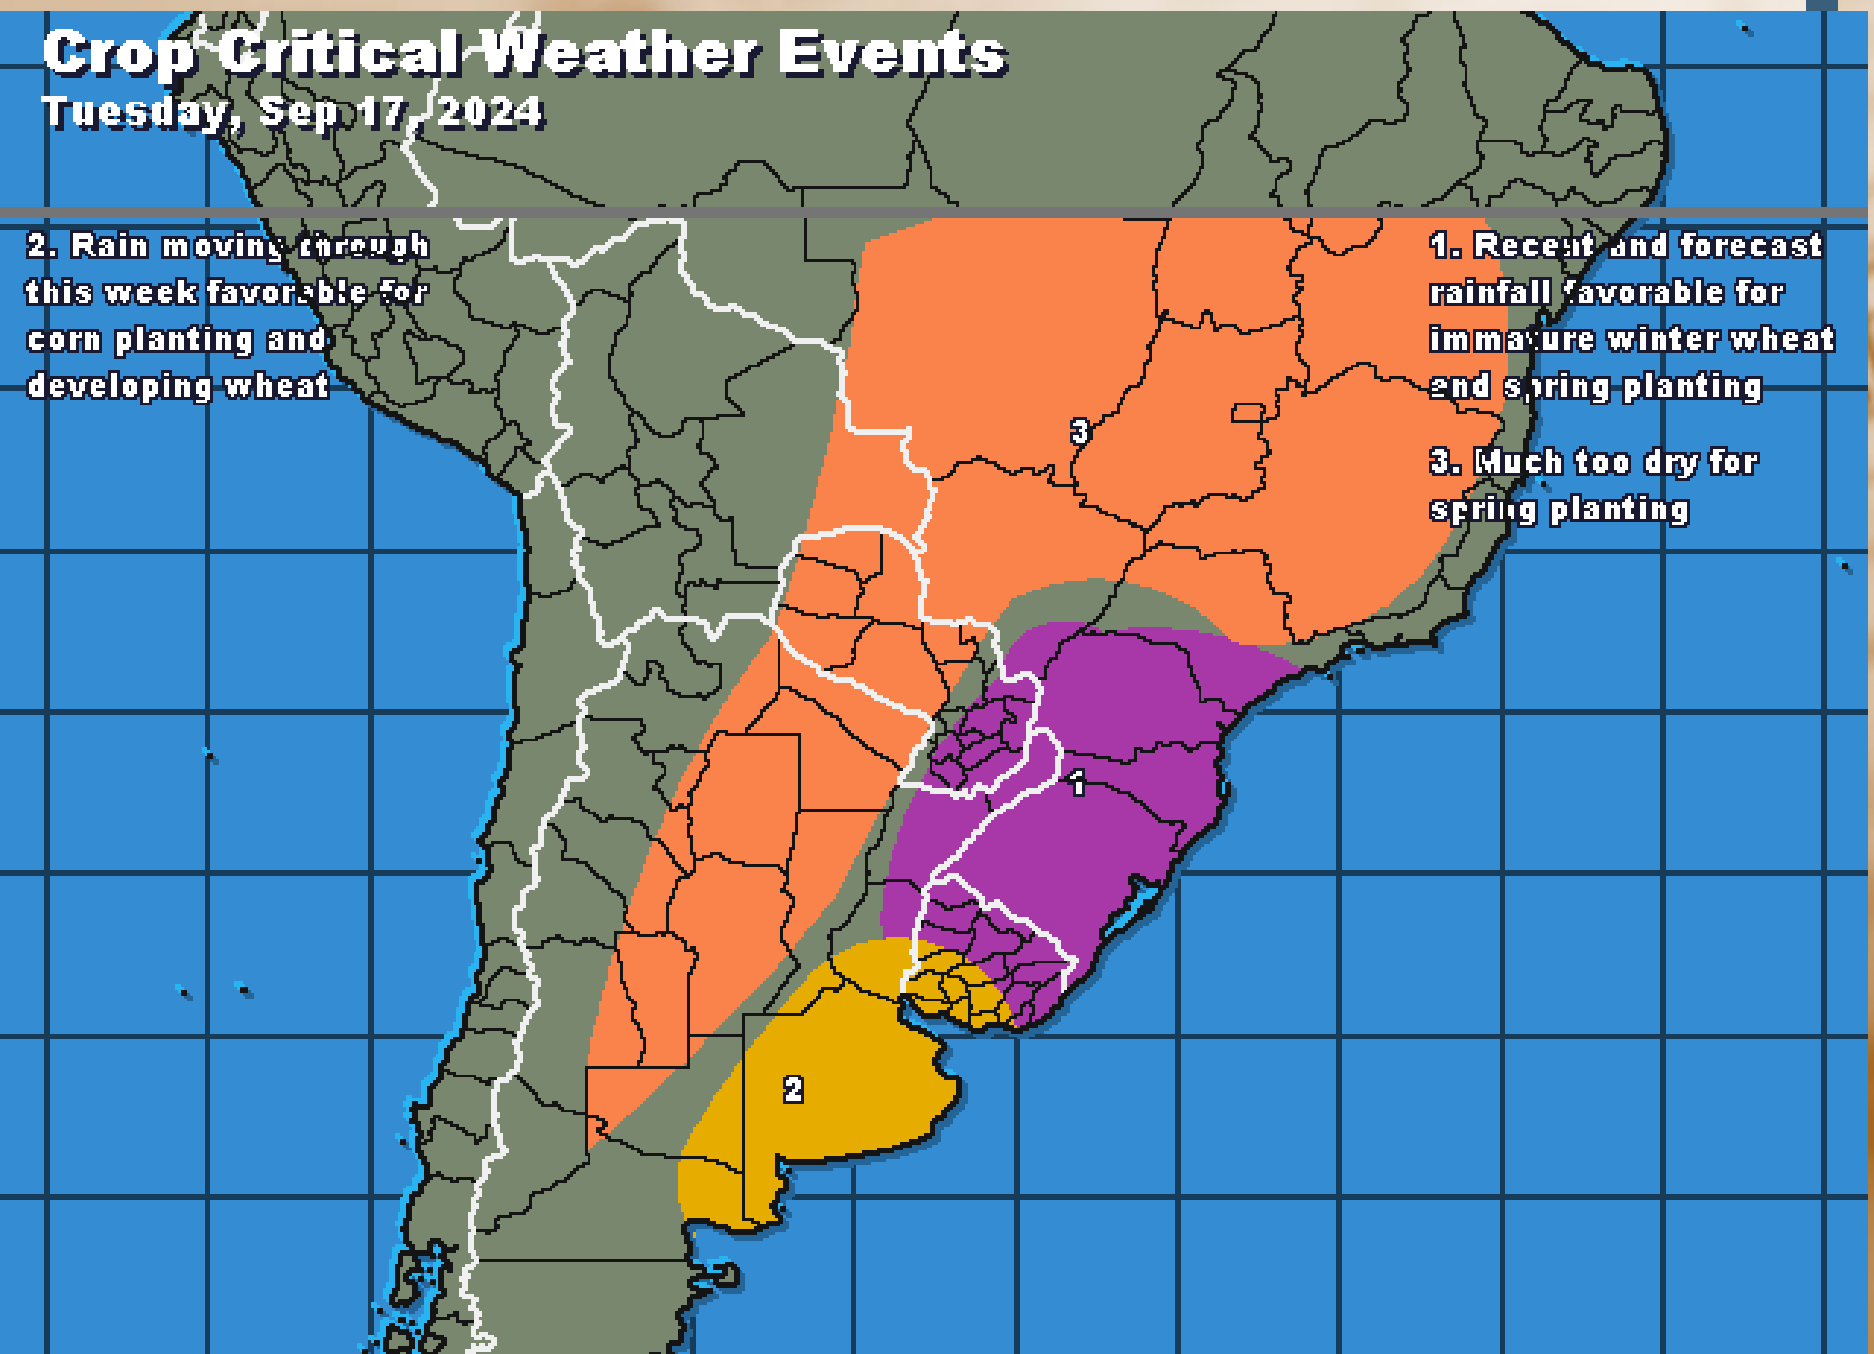 Crop Critical Weather Events
Tuesday, Sep 17, 2024
2. Rain moving through
this week favorable for
corn planting and
developing wheat
1. Recent and forecast
rainfall favorable for
immature winter wheat
and spring planting
3. Much too dry for
spring planting
3
1
2